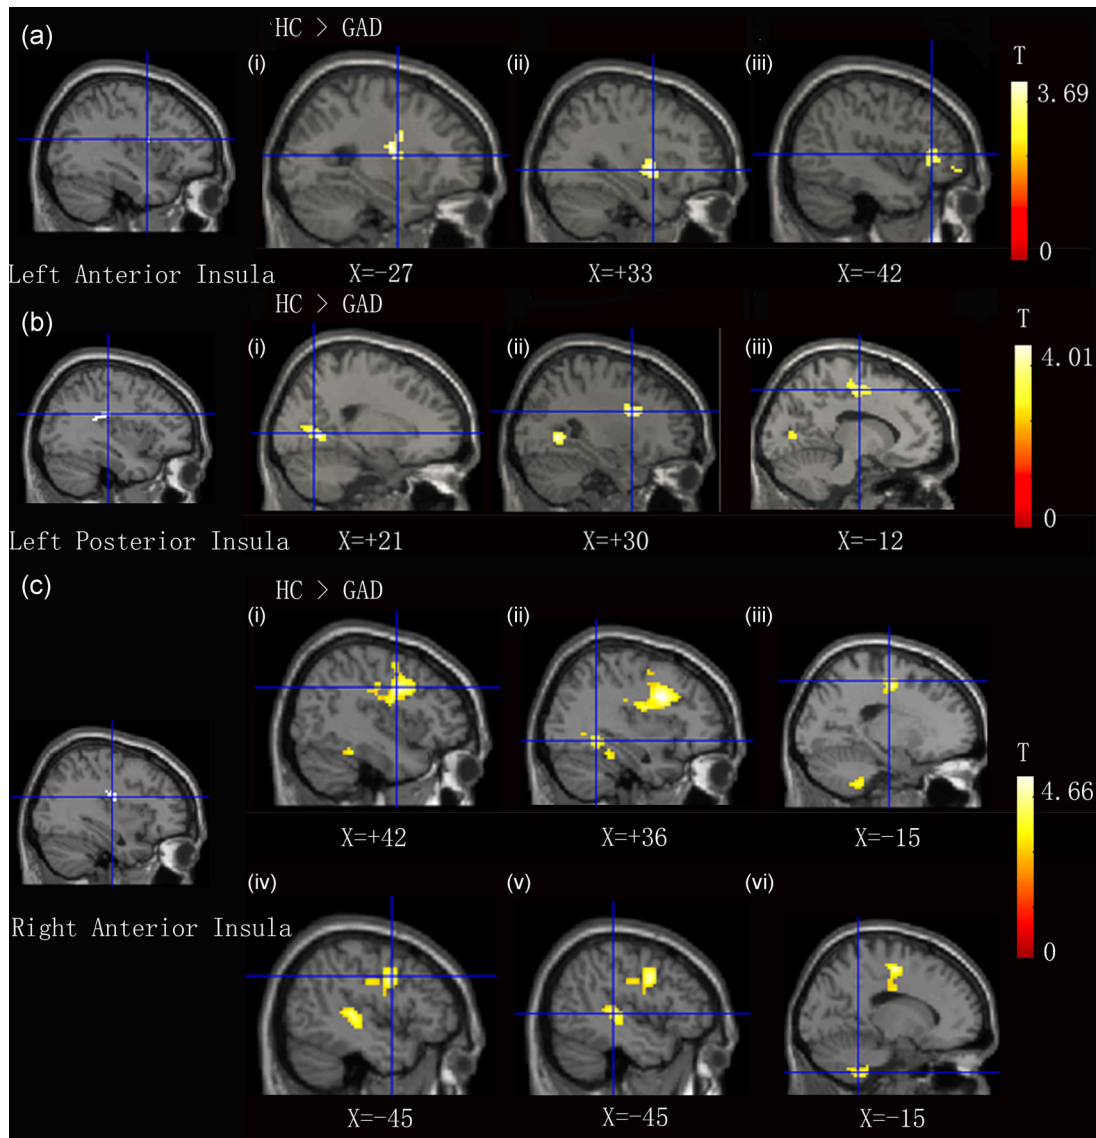 (a)
HC > GAD
(i)
(ii)
(iii)
T
3.69
0
Left Anterior Insula
X=−27
X=+33
X=−42
(b)
HC > GAD
(i)
(ii)
(iii)
T
4.01
0
Left Posterior Insula
X=+21
X=+30
X=−12
(c)
HC > GAD
(i)
(ii)
(iii)
T
4.66
0
X=+42
X=+36
X=−15
Right Anterior Insula
(iv)
(v)
(vi)
X=−45
X=−45
X=−15